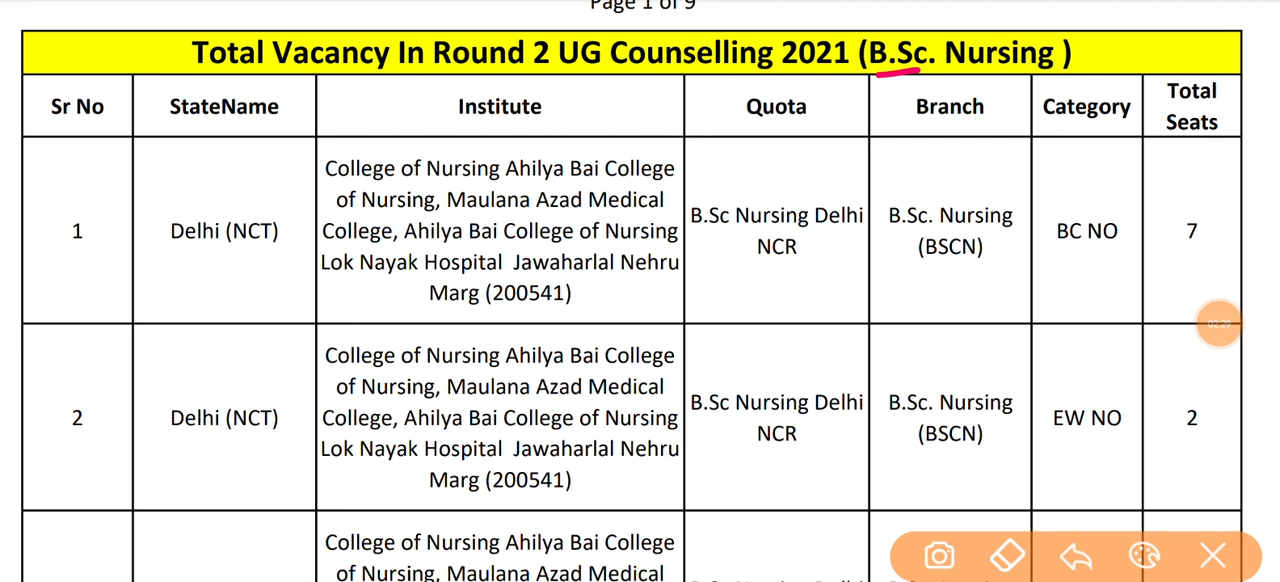 Page 1 of 9
Total Vacancy In Round 2 UG Counselling 2021 (B.Sc. Nursing )
Sr No StateName Institute Quota Branch Category Total Seats
1 Delhi (NCT) College of Nursing Ahilya Bai College
of Nursing, Maulana Azad Medical
College, Ahilya Bai College of Nursing
Lok Nayak Hospital Jawaharlal Nehru
Marg (200541)
B.Sc Nursing Delhi
NCR
B.Sc. Nursing
(BSCN)
BC NO
7
02:29
2 Delhi (NCT) College of Nursing Ahilya Bai College
of Nursing, Maulana Azad Medical
College, Ahilya Bai College of Nursing
Lok Nayak Hospital Jawaharlal Nehru
Marg (200541)
B.Sc Nursing Delhi
NCR
B.Sc. Nursing
(BSCN)
EW NO
2
College of Nursing Ahilya Bai College
of Nursing, Maulana Azad Medical